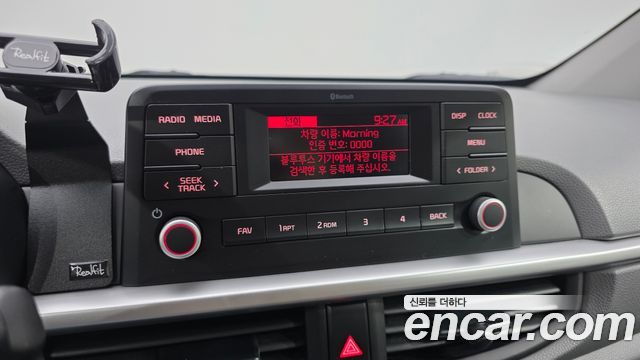 Realfit
Bluetooth
RADIO MEDIA
PHONE
SEEK
TRACK
전화 9:27 AM
차량 이름: Morning
인증 번호: 0000
블루투스 기기에서 차량 이름을
검색한 후 등록해 주십시오.
DISP CLOCK
MENU
FOLDER
FAV 1 RPT 2 RDM 3 4 BACK
Realfit
신뢰를 더하다
encar.com